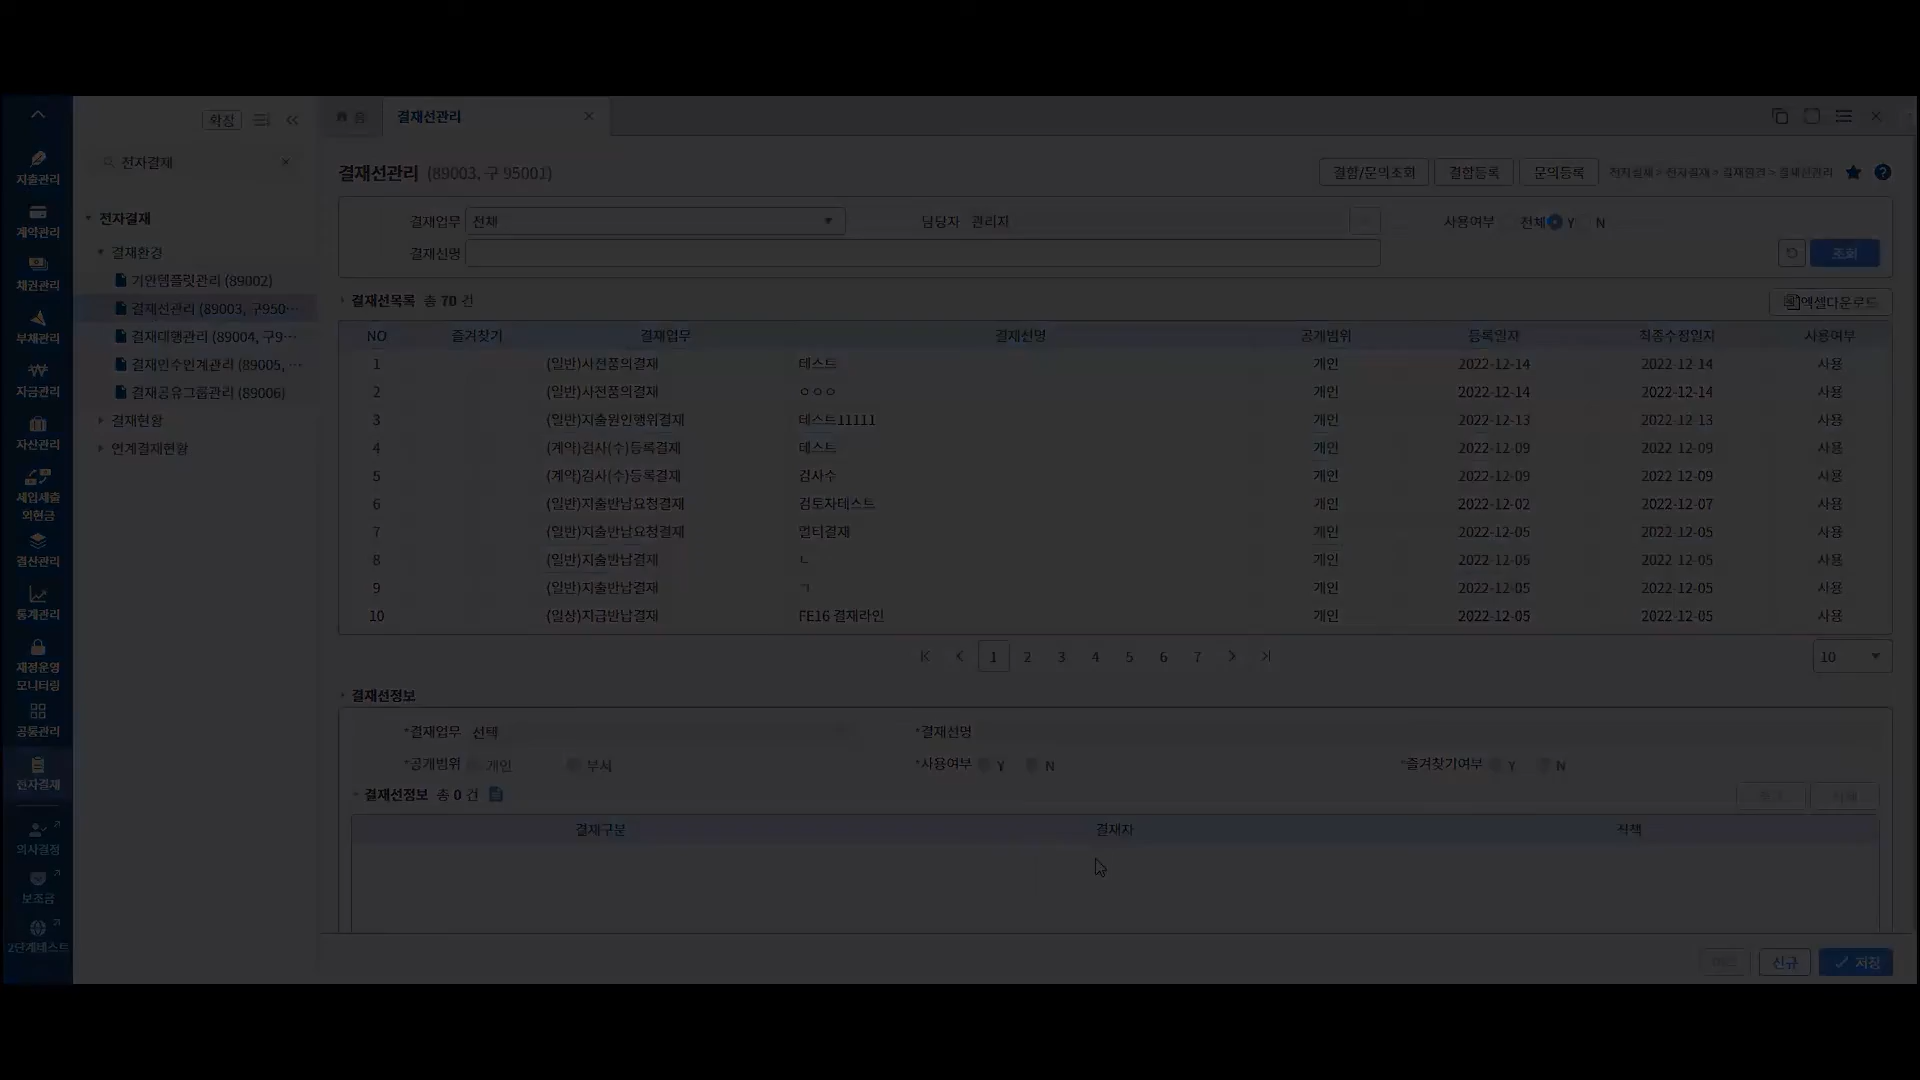 지출관리
계약관리
채권관리
부채관리
자금관리
자산관리
세입세출
외현금
결산관리
통계관리
재정운영
모니터링
공통관리
전자결재
의사결정
보조금
2단계테스트
확장
전자결재
전자결재
결재환경
기안템플릿관리 (89002)
결재선관리 (89003, 구950···
결재대행관리 (89004, 구9···
결재인수인계관리 (89005, ···
결재공유그룹관리 (89006)
결재현황
연계결재현황
홈 결재선관리
결재선관리 (89003, 구 95001)
결함/문의조회 결함등록 문의등록 전자결재 > 전자결재 > 결재환경 > 결재선관리
결재업무 전체 담당자 관리자 사용여부 전체 Y N
결재선명 조회
결재선목록 총 70 건 엑셀다운로드
NO 즐겨찾기 결재업무 결재선명 공개범위 등록일자 최종수정일자 사용여부
1 (일반)사전품의결재 테스트 개인 2022-12-14 2022-12-14 사용
2 (일반)사전품의결재 ㅇㅇㅇ 개인 2022-12-14 2022-12-14 사용
3 (일반)지출원인행위결재 테스트11111 개인 2022-12-13 2022-12-13 사용
4 (계약)검사(수)등록결재 테스트 개인 2022-12-09 2022-12-09 사용
5 (계약)검사(수)등록결재 검사수 개인 2022-12-09 2022-12-09 사용
6 (일반)지출반납요청결재 검토자테스트 개인 2022-12-02 2022-12-07 사용
7 (일반)지출반납요청결재 멀티결재 개인 2022-12-05 2022-12-05 사용
8 (일반)지출반납결재 ㄴ 개인 2022-12-05 2022-12-05 사용
9 (일반)지출반납결재 ㄱ 개인 2022-12-05 2022-12-05 사용
10 (일상)지급반납결재 FE16 결재라인 개인 2022-12-05 2022-12-05 사용
1 2 3 4 5 6 7 10
결재선정보
*결재업무 선택 *결재선명
*공개범위 개인 부서 *사용여부 Y N *즐겨찾기여부 Y N
결재선정보 총 0 건
결재구분 결재자 직책
신규 저장